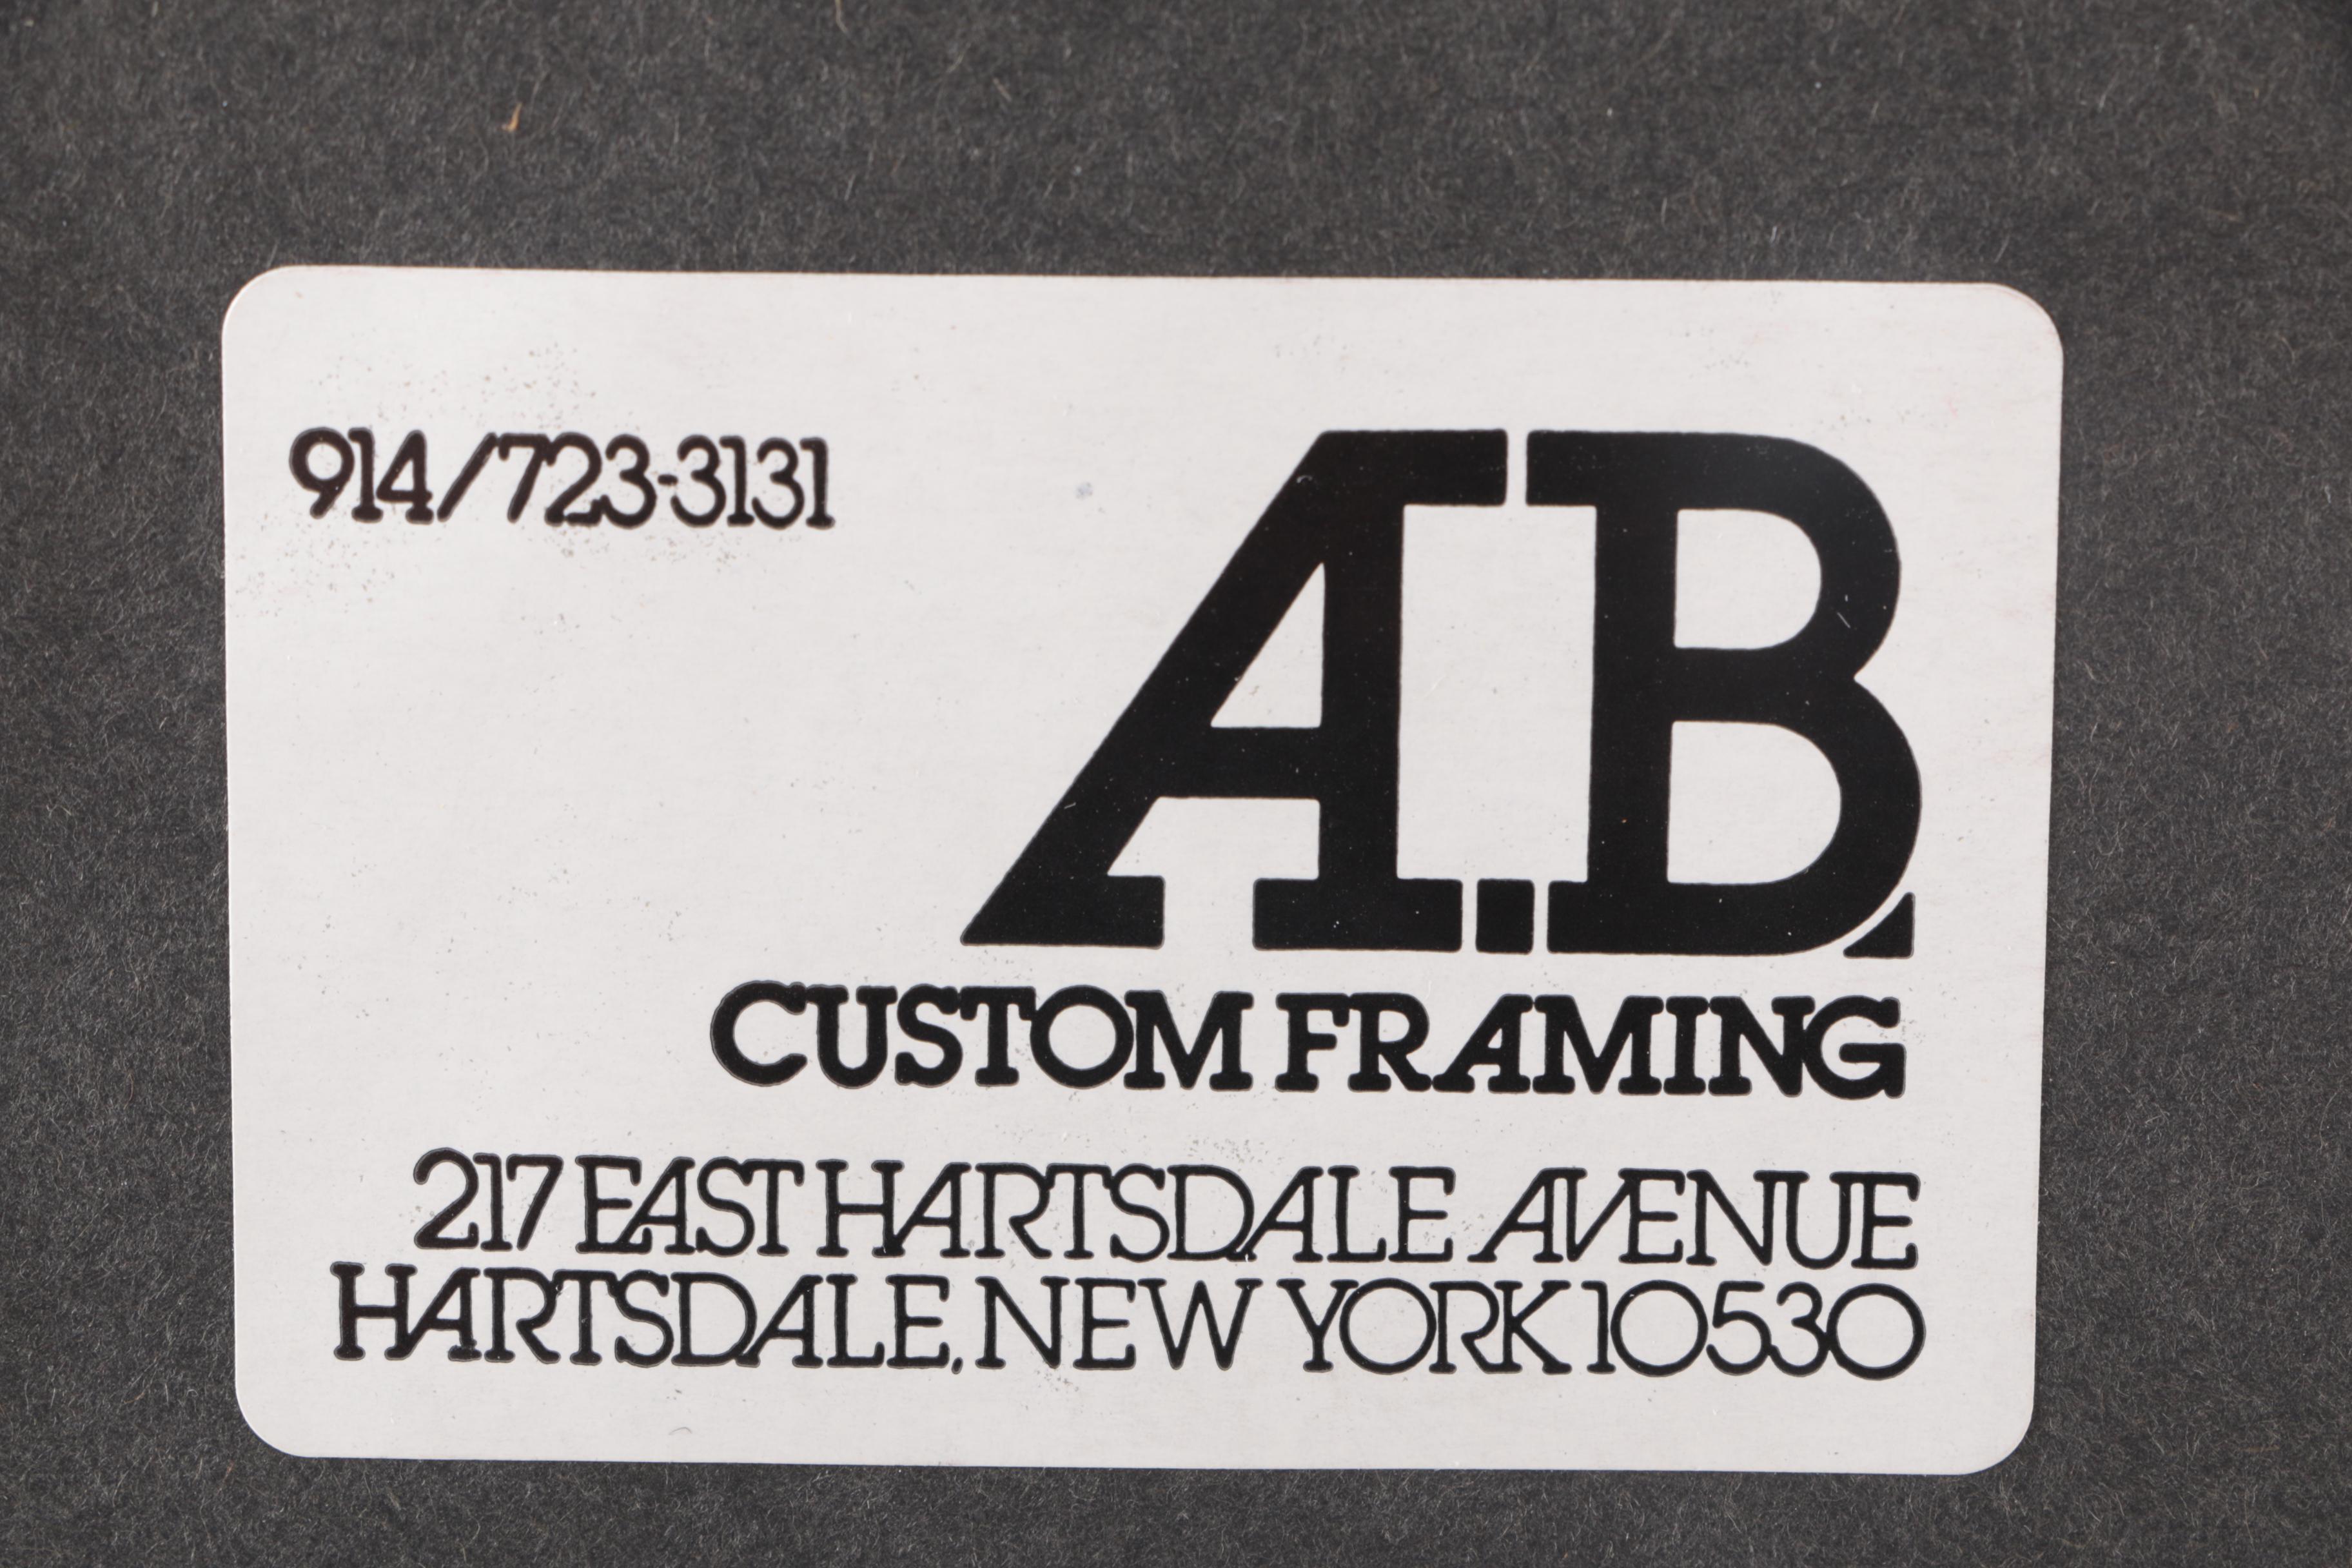 914/723-3131
A.B.
CUSTOM FRAMING
217 EAST HARTSDALE AVENUE
HARTSDALE, NEW YORK 10530